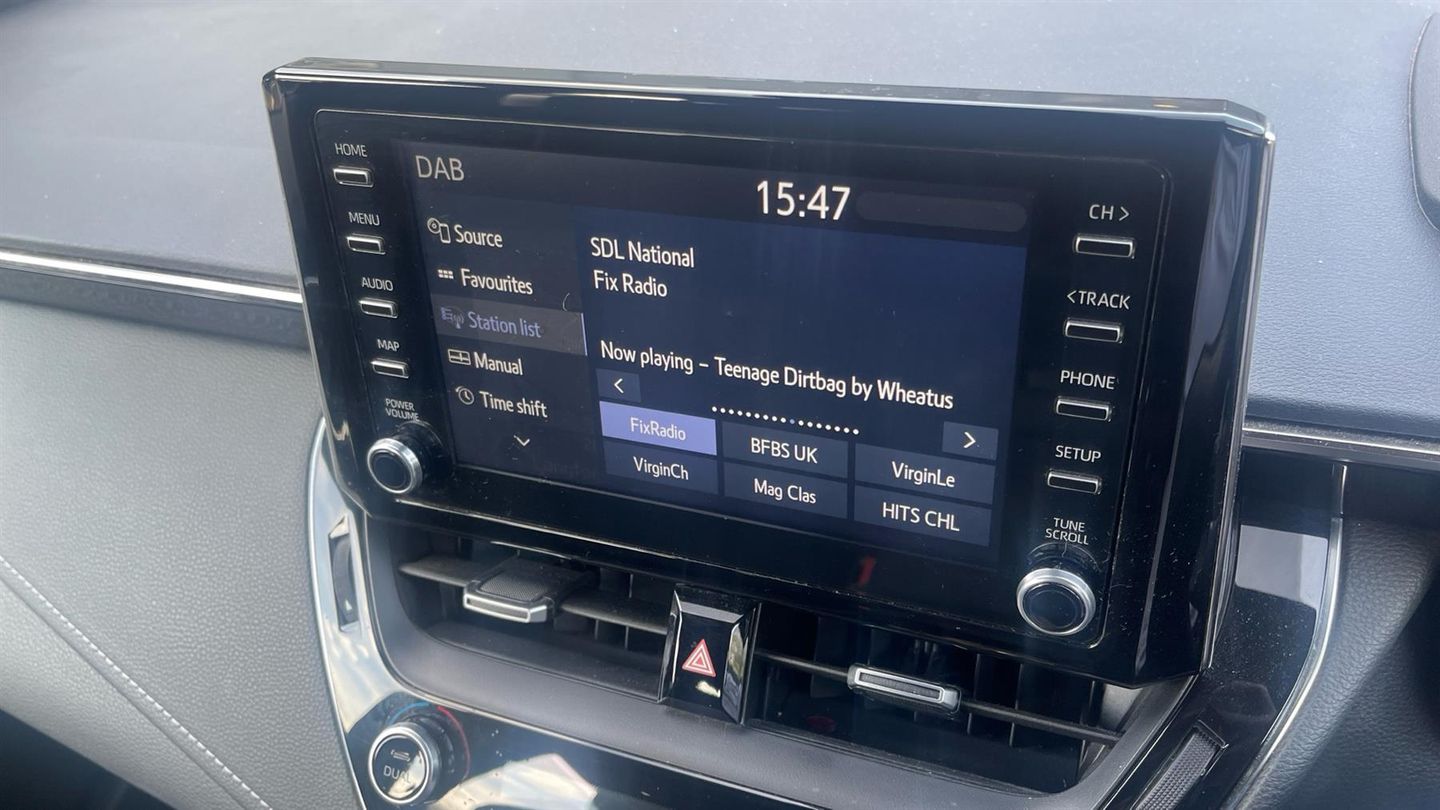 HOME
MENU
AUDIO
MAP
POWER
VOLUME
DAB
15:47
Source
Favourites
Station list
Manual
Time shift
SDL National
Fix Radio
Now playing – Teenage Dirtbag by Wheatus
<
>
FixRadio
BFBS UK
VirginLe
VirginCh
Mag Clas
HITS CHL
CH >
<TRACK
PHONE
SETUP
TUNE
SCROLL
DUAL